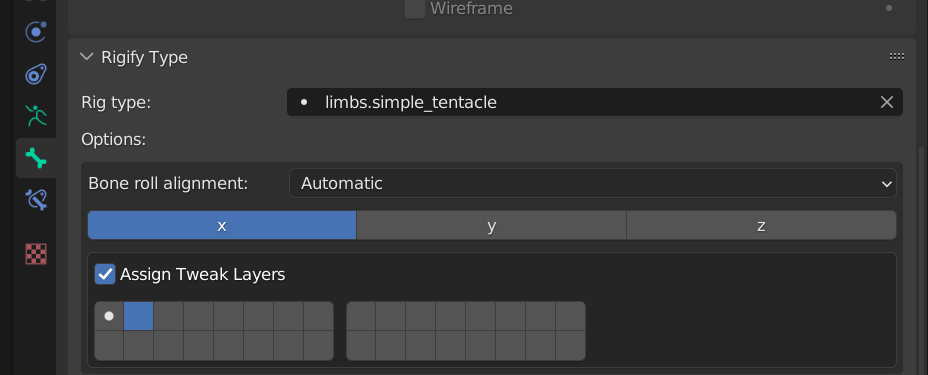 Wireframe
Rigify Type
Rig type: limbs.simple_tentacle
Options:
Bone roll alignment: Automatic
x y z
Assign Tweak Layers